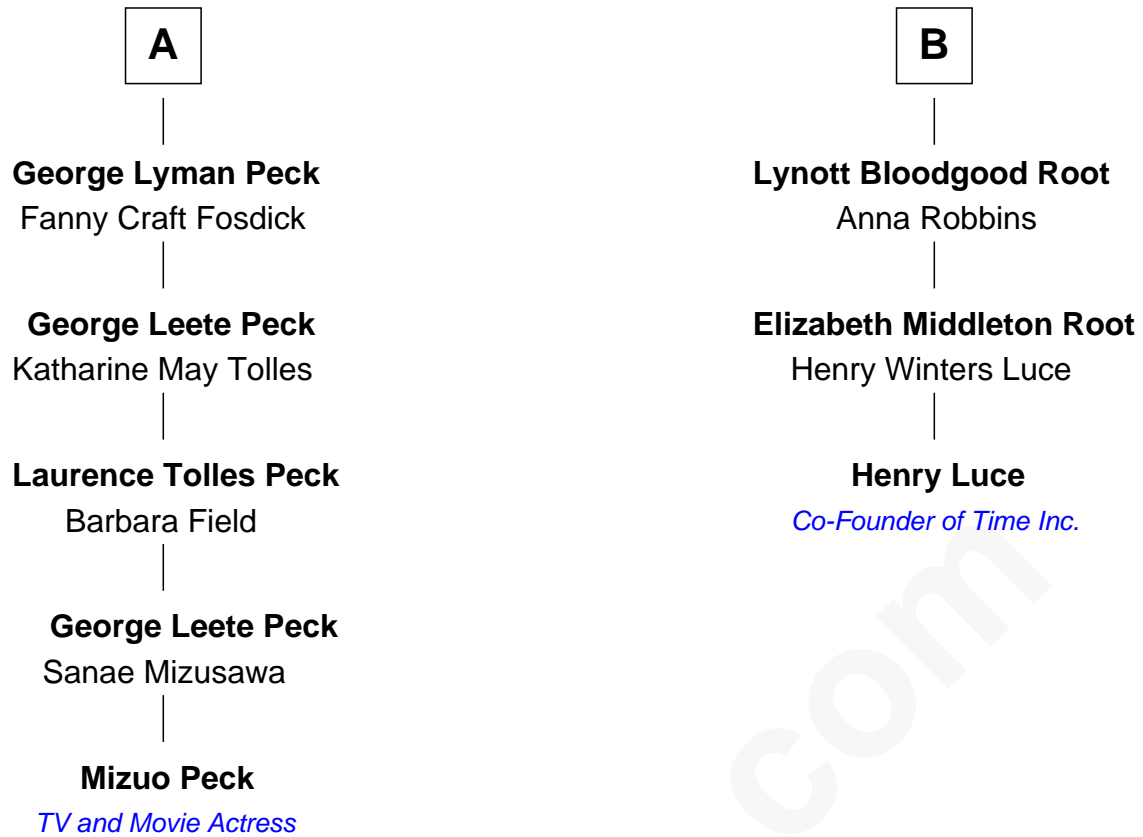 A
George Lyman Peck
Fanny Craft Fosdick
George Leete Peck
Katharine May Tolles
Laurence Tolles Peck
Barbara Field
George Leete Peck
Sanae Mizusawa
Mizuo Peck
TV and Movie Actress
B
Lynott Bloodgood Root
Anna Robbins
Elizabeth Middleton Root
Henry Winters Luce
Henry Luce
Co-Founder of Time Inc.
com